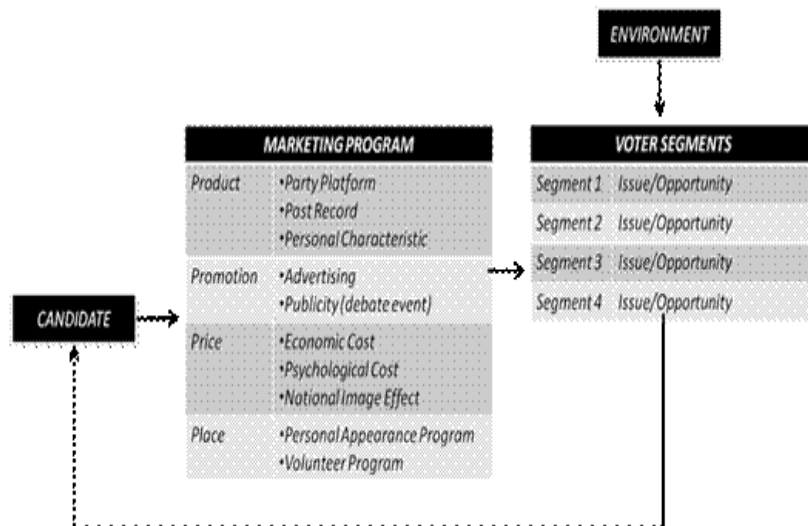 ENVIRONMENT
MARKETING PROGRAM
Product
•Party Platform
•Past Record
•Personal Characteristic
Promotion
•Advertising
•Publicity (debate event)
Price
•Economic Cost
•Psychological Cost
•National Image Effect
Place
•Personal Appearance Program
•Volunteer Program
VOTER SEGMENTS
Segment 1 Issue/Opportunity
Segment 2 Issue/Opportunity
Segment 3 Issue/Opportunity
Segment 4 Issue/Opportunity
CANDIDATE